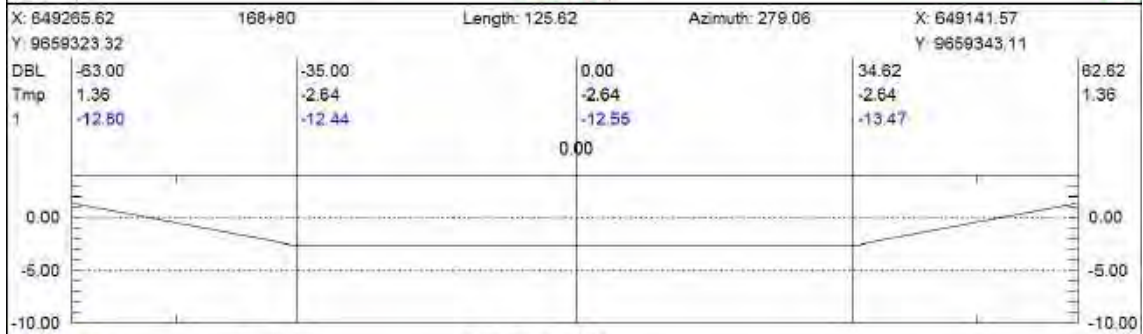 X: 649265.62 168+80 Length: 125.62 Azimuth: 279.06 X: 649141.57
Y: 9659323.32 Y: 9659343.11
DBL -63.00 -35.00 0.00 34.62 62.62
Tmp 1.36 -2.64 -2.64 -2.64 1.36
1 -12.80 -12.44 -12.55 -13.47
0.00
0.00 0.00
-5.00 -5.00
-10.00 -10.00